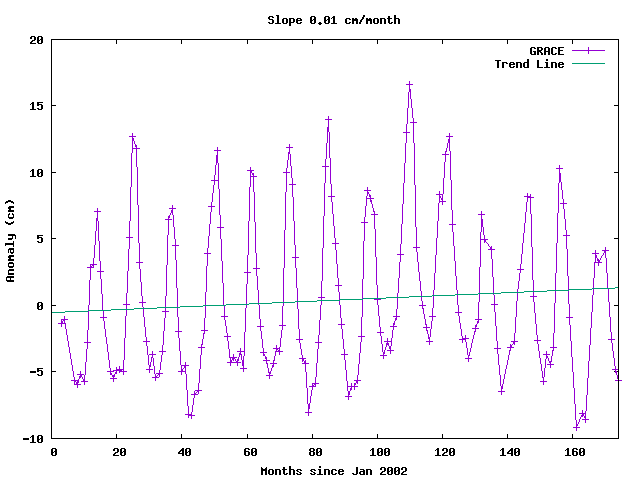 Slope 0.01 cm/month
GRACE
Trend Line
20
15
10
5
0
-5
-10
Anomaly (cm)
0 20 40 60 80 100 120 140 160
Months since Jan 2002